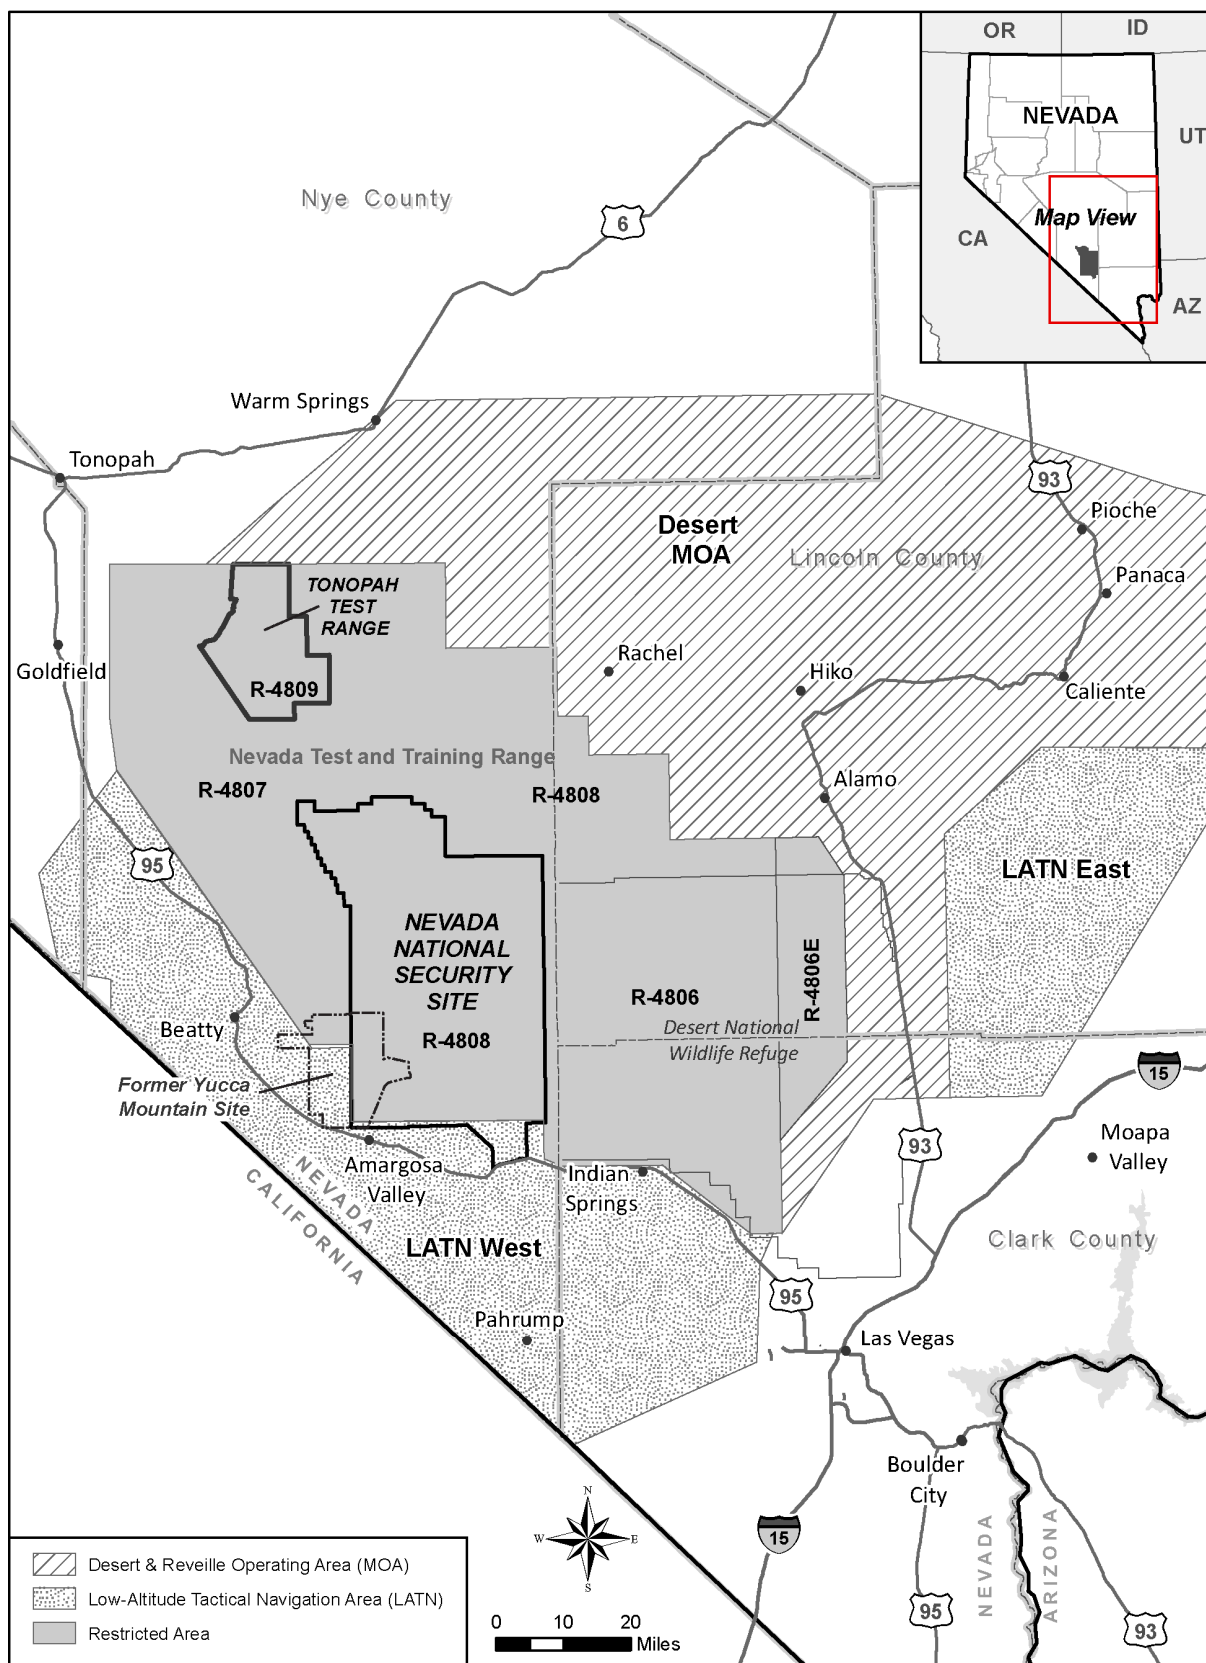 OR
ID
NEVADA
UT
Map View
CA
AZ
Nye County
6
Warm Springs
Tonopah
93
Pioche
Desert
MOA
Lincoln County
Panaca
TONOPAH
TEST
RANGE
Goldfield
Rachel
Hiko
Caliente
R-4809
Nevada Test and Training Range
R-4807
R-4808
Alamo
95
LATN East
NEVADA
NATIONAL
SECURITY
SITE
R-4806
R-4806E
Beatty
R-4808
Desert National
Wildlife Refuge
Former Yucca
Mountain Site
15
93
Moapa
Valley
Amargosa
Valley
Indian
Springs
NEVADA
CALIFORNIA
LATN West
Clark County
95
Pahrump
Las Vegas
Boulder
City
N
W
E
S
15
NEVADA
ARIZONA
95
93
Desert & Reveille Operating Area (MOA)
Low-Altitude Tactical Navigation Area (LATN)
Restricted Area
0 10 20
Miles